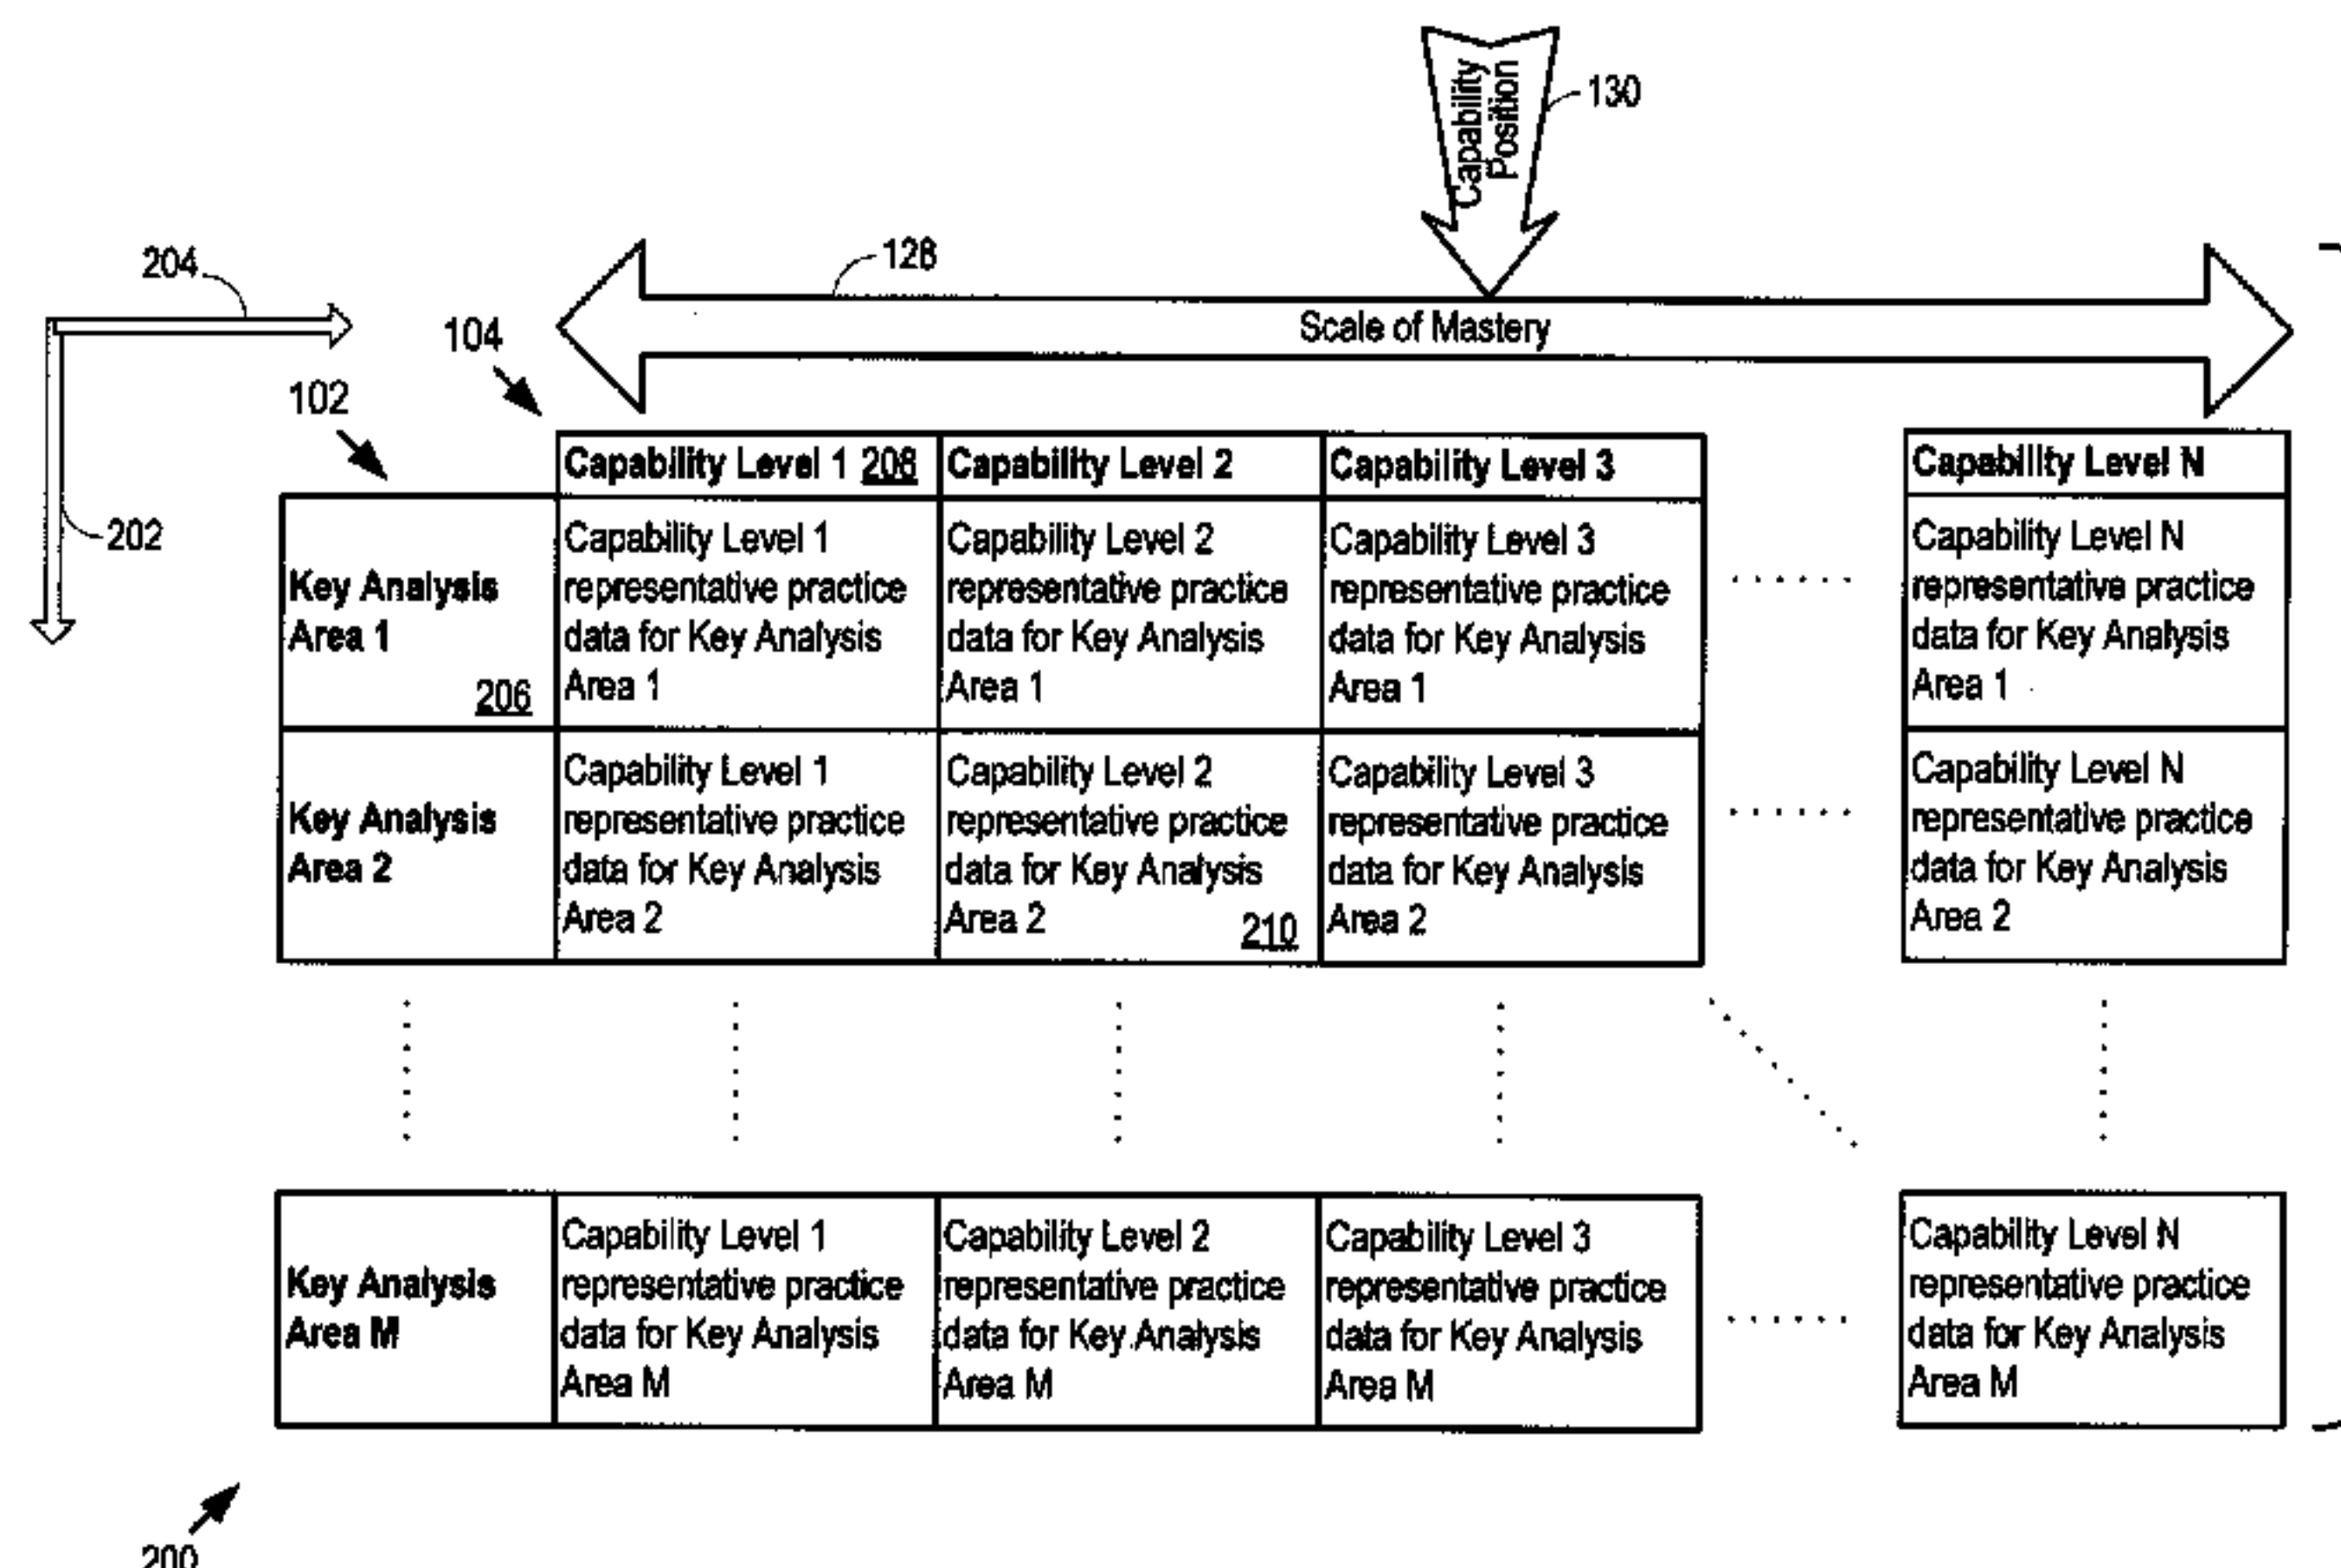 Capability
Position
130
204
128
Scale of Mastery
104
102
202
Capability Level 1 208
Capability Level 2
Capability Level 3
Capability Level N
Key Analysis
Area 1
206
Capability Level 1
representative practice
data for Key Analysis
Area 1
Capability Level 2
representative practice
data for Key Analysis
Area 1
Capability Level 3
representative practice
data for Key Analysis
Area 1
Capability Level N
representative practice
data for Key Analysis
Area 1
Key Analysis
Area 2
Capability Level 1
representative practice
data for Key Analysis
Area 2
Capability Level 2
representative practice
data for Key Analysis
Area 2
210
Capability Level 3
representative practice
data for Key Analysis
Area 2
Capability Level N
representative practice
data for Key Analysis
Area 2
Key Analysis
Area M
Capability Level 1
representative practice
data for Key Analysis
Area M
Capability Level 2
representative practice
data for Key Analysis
Area M
Capability Level 3
representative practice
data for Key Analysis
Area M
Capability Level N
representative practice
data for Key Analysis
Area M
200